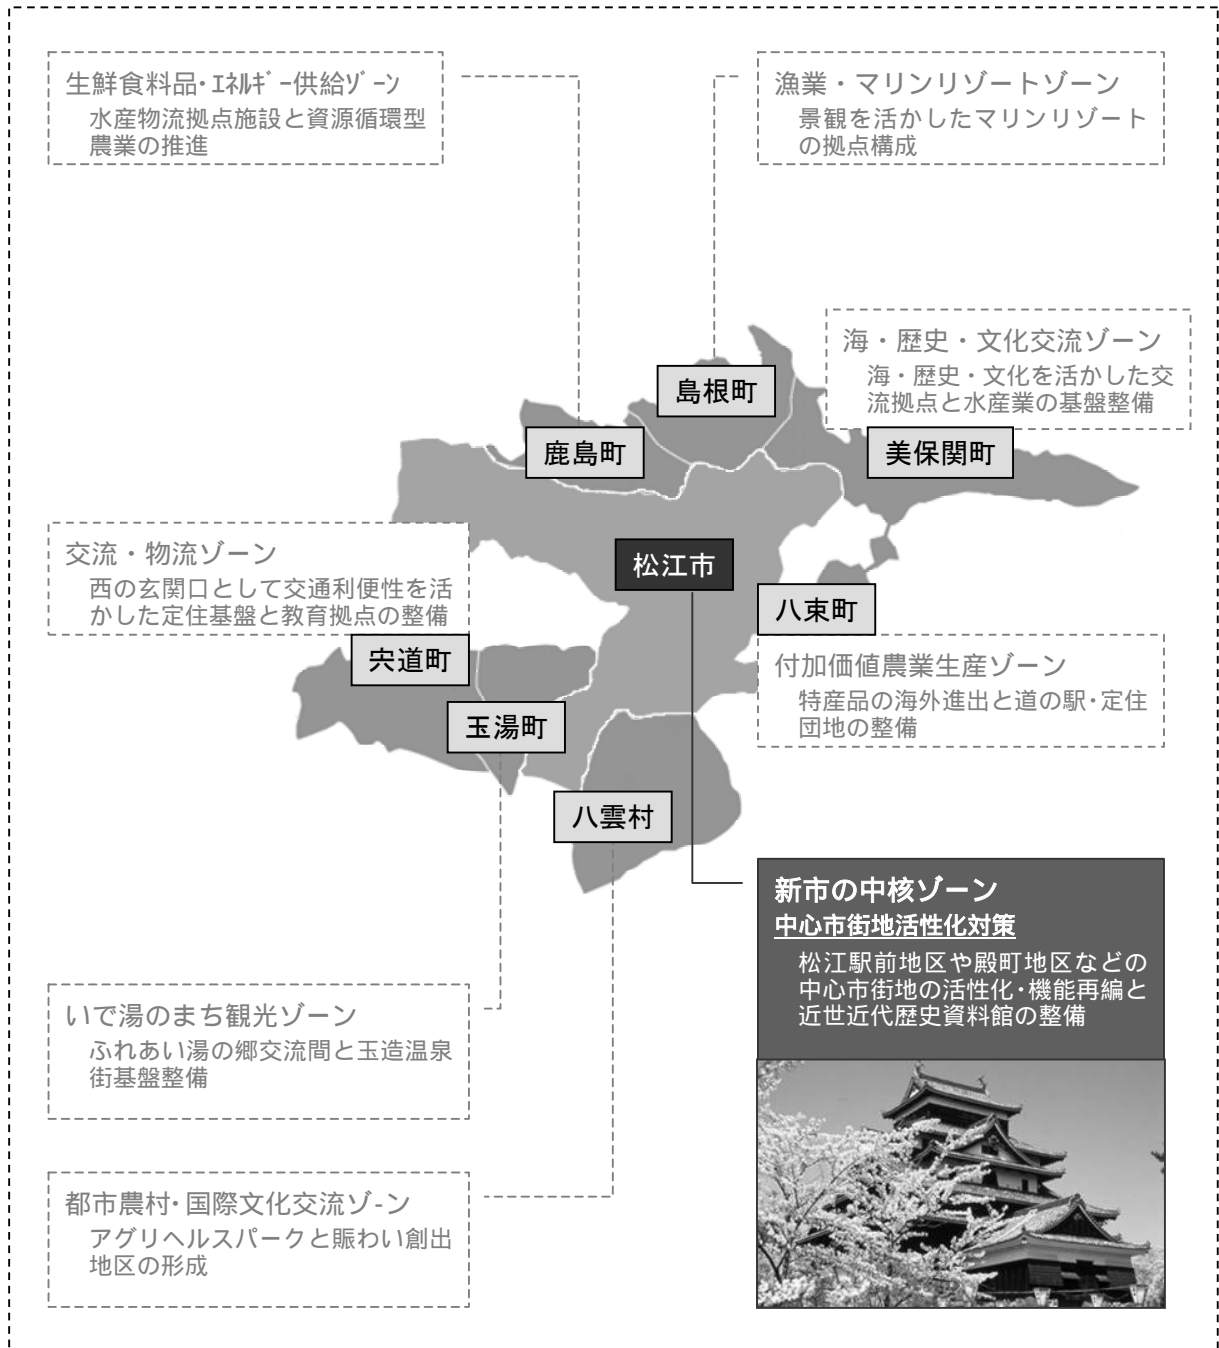 生鮮食料品・エネルギー供給ゾーン
水産物流拠点施設と資源循環型
農業の推進
漁業・マリンリゾートゾーン
景観を活かしたマリンリゾート
の拠点構成
海・歴史・文化交流ゾーン
海・歴史・文化を活かした交
流拠点と水産業の基盤整備
島根町
鹿島町
美保関町
交流・物流ゾーン
西の玄関口として交通利便性を活
かした定住基盤と教育拠点の整備
松江市
八束町
付加価値農業生産ゾーン
特産品の海外進出と道の駅・定住
団地の整備
宍道町
玉湯町
八雲村
新市の中核ゾーン
中心市街地活性化対策
松江駅前地区や殿町地区などの
中心市街地の活性化・機能再編と
近世近代歴史資料館の整備
いで湯のまち観光ゾーン
ふれあい湯の郷交流間と玉造温泉
街基盤整備
都市農村・国際文化交流ゾ-ン
アグリヘルスパークと賑わい創出
地区の形成